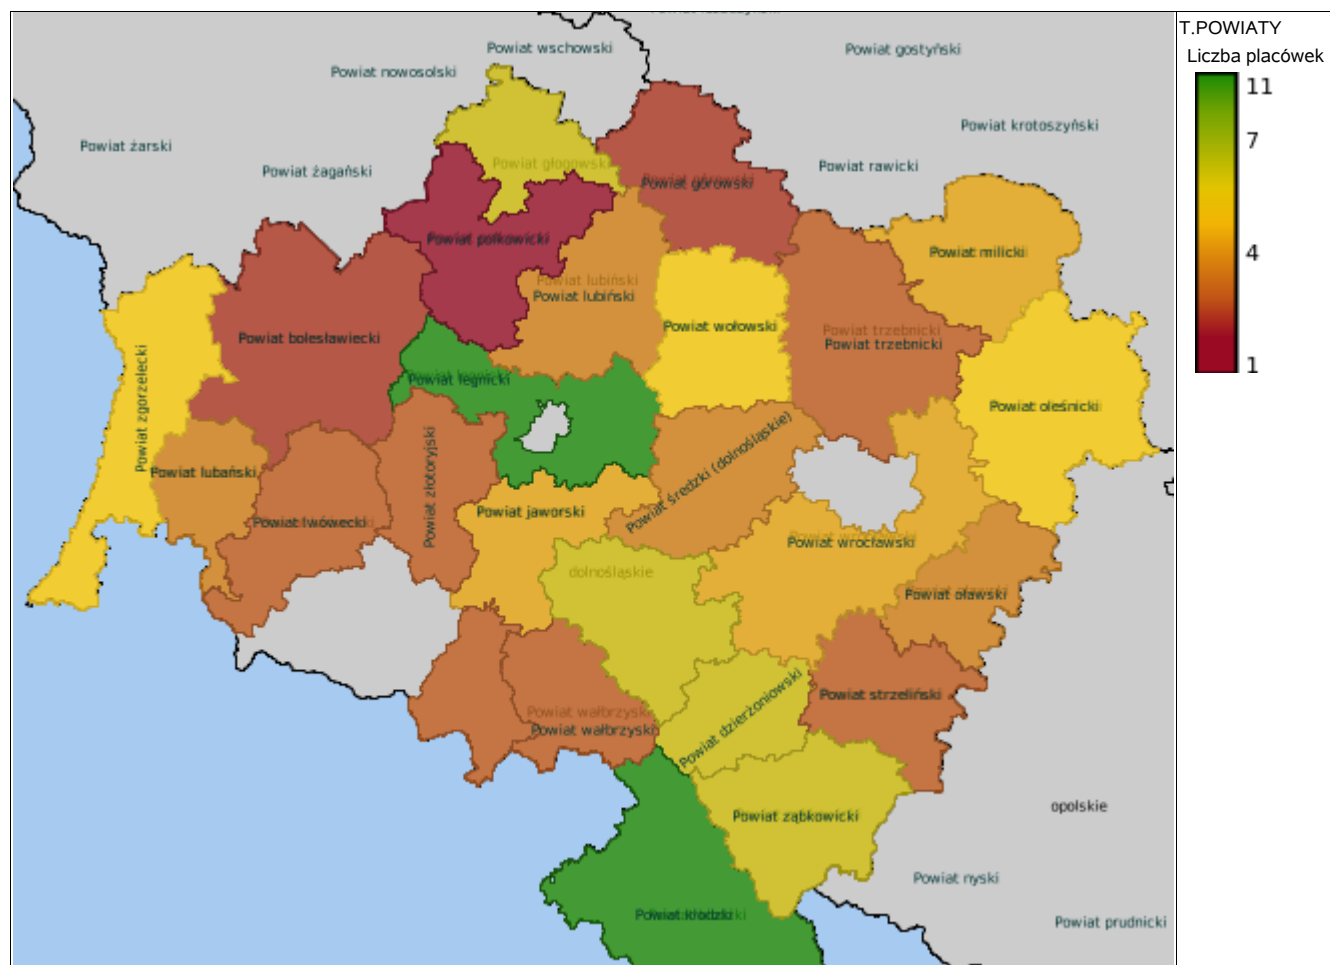 T.POWIATY
Liczba placówek
11
7
4
1
Powiat wschowski
Powiat gostyński
Powiat nowosolski
Powiat krotoszyński
Powiat żarski
Powiat żagański
Powiat głogowski
Powiat rawicki
Powiat górowski
Powiat polkowicki
Powiat milicki
Powiat lubiński
Powiat lubiński
Powiat wołowski
Powiat trzebnicki
Powiat trzebnicki
Powiat bolesławiecki
Powiat zgorzelecki
Powiat legnicki
Powiat oleśnicki
Powiat lubański
Powiat złotoryjski
Powiat średzki (dolnośląskie)
Powiat jaworski
Powiat lwówecki
Powiat wrocławski
dolnośląskie
Powiat oławski
Powiat strzeliński
Powiat wałbrzyski
Powiat wałbrzyski
Powiat dzierżoniowski
opolskie
Powiat ząbkowicki
Powiat nyski
Powiat kłodzki
Powiat prudnicki